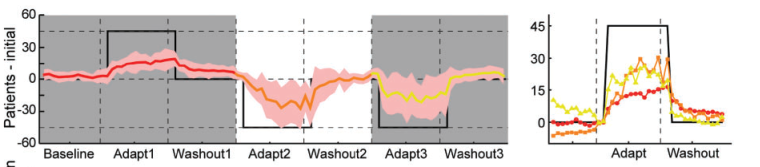 60
30
0
-30
-60
Patients - initial
Baseline Adapt1 Washout1 Adapt2 Washout2 Adapt3 Washout3
45
30
15
0
Adapt Washout
n